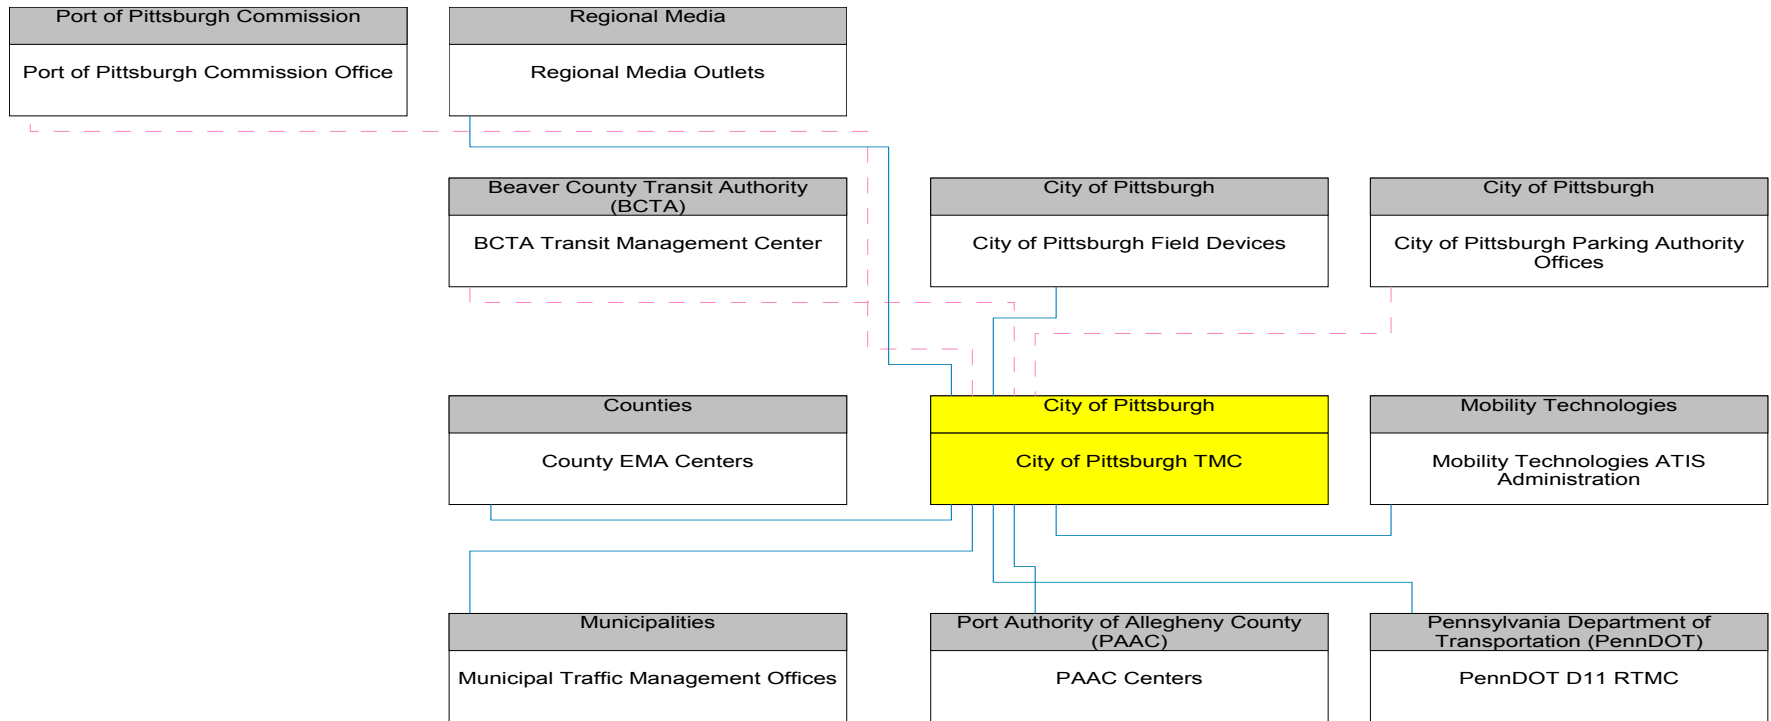 Port of Pittsburgh Commission
Port of Pittsburgh Commission Office
Regional Media
Regional Media Outlets
Beaver County Transit Authority
(BCTA)
BCTA Transit Management Center
City of Pittsburgh
City of Pittsburgh Field Devices
City of Pittsburgh
City of Pittsburgh Parking Authority
Offices
Counties
County EMA Centers
City of Pittsburgh
City of Pittsburgh TMC
Mobility Technologies
Mobility Technologies ATIS
Administration
Municipalities
Municipal Traffic Management Offices
Port Authority of Allegheny County
(PAAC)
PAAC Centers
Pennsylvania Department of
Transportation (PennDOT)
PennDOT D11 RTMC